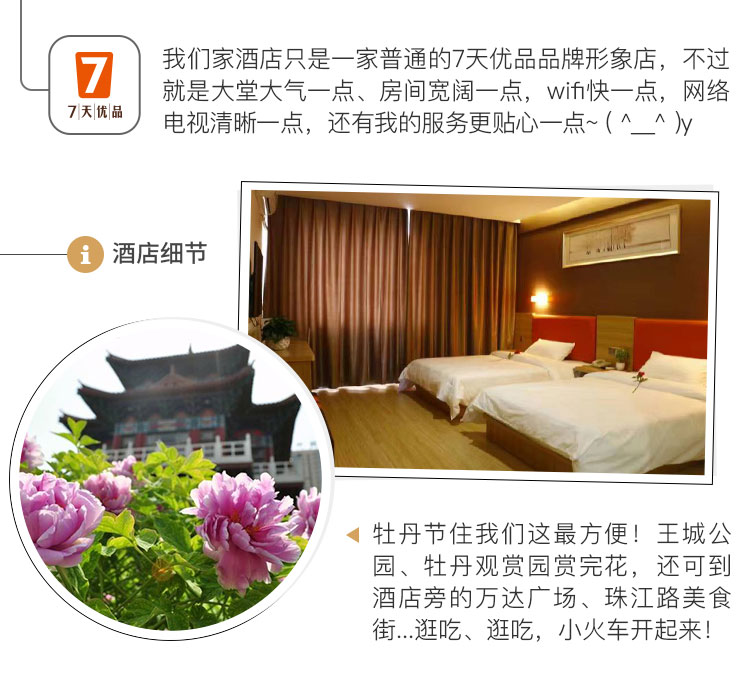 我们家酒店只是一家普通的7天优品品牌形象店，不过
就是大堂大气一点、房间宽阔一点，wifi快一点，网络
电视清晰一点，还有我的服务更贴心一点~ ( ^__^ )y
7
7|天|优|品
i 酒店细节
牡丹节住我们这最方便！王城公
园、牡丹观赏园赏完花，还可到
酒店旁的万达广场、珠江路美食
街...逛吃、逛吃，小火车开起来！